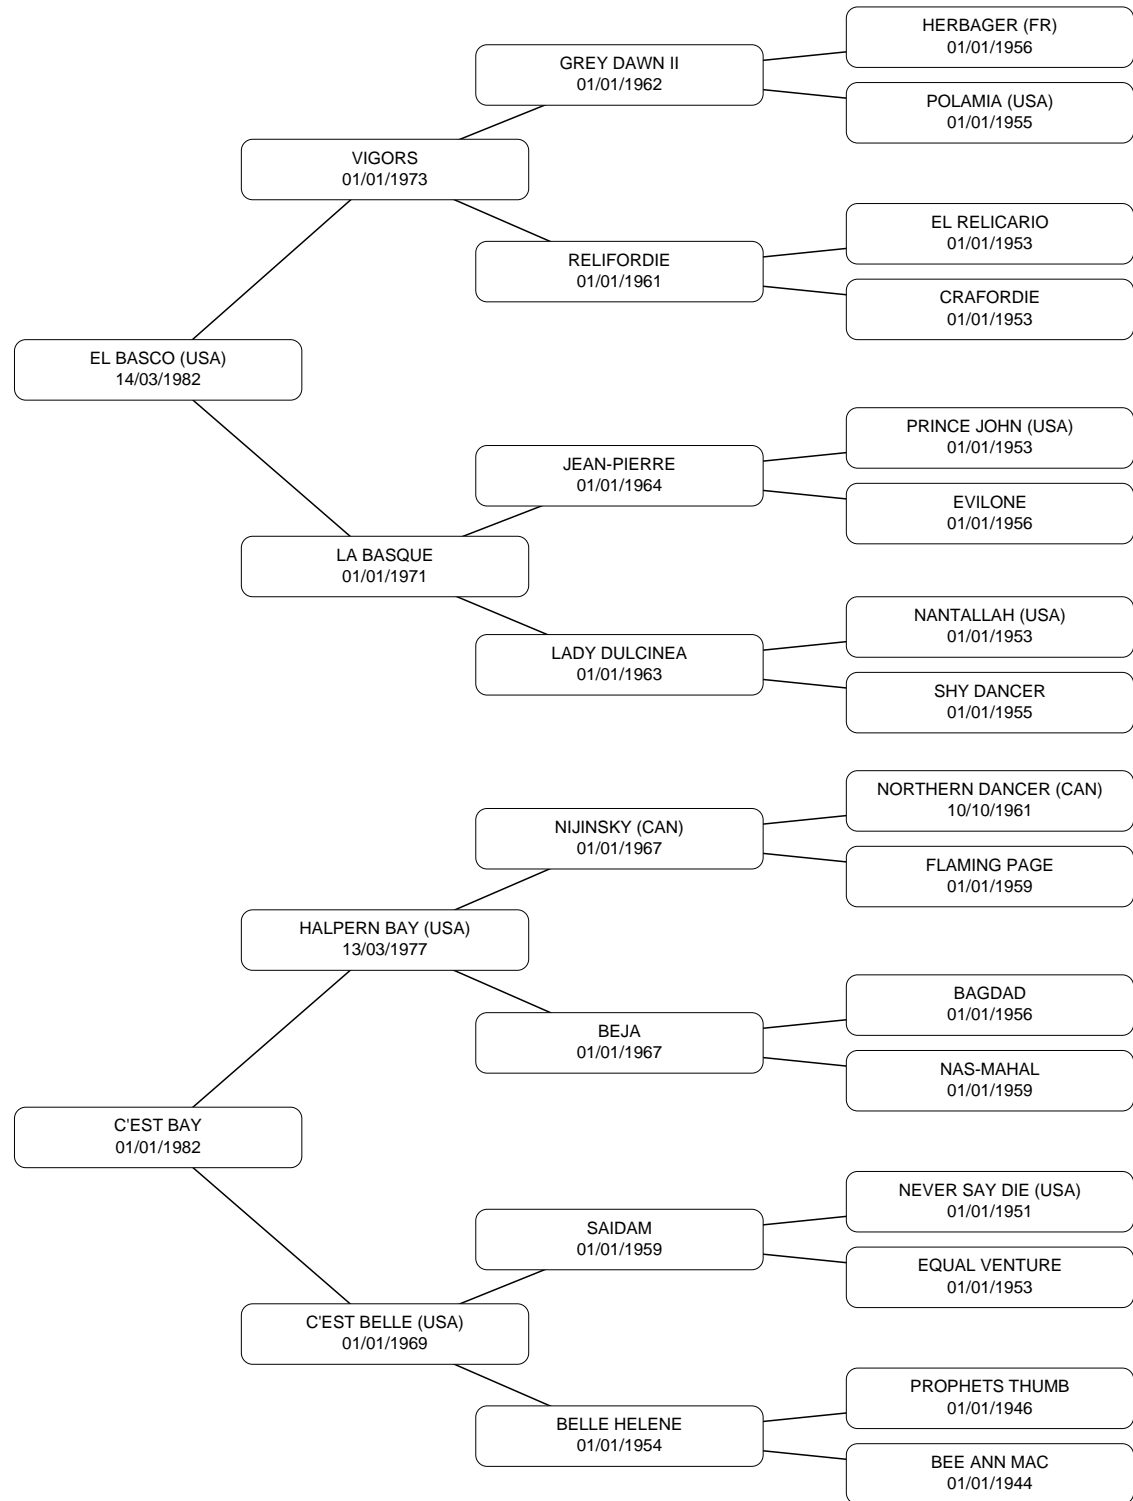 HERBAGER (FR)
01/01/1956
GREY DAWN II
01/01/1962
POLAMIA (USA)
01/01/1955
VIGORS
01/01/1973
EL RELICARIO
01/01/1953
RELIFORDIE
01/01/1961
CRAFORDIE
01/01/1953
EL BASCO (USA)
14/03/1982
PRINCE JOHN (USA)
01/01/1953
JEAN-PIERRE
01/01/1964
EVILONE
01/01/1956
LA BASQUE
01/01/1971
NANTALLAH (USA)
01/01/1953
LADY DULCINEA
01/01/1963
SHY DANCER
01/01/1955
NORTHERN DANCER (CAN)
10/10/1961
NIJINSKY (CAN)
01/01/1967
FLAMING PAGE
01/01/1959
HALPERN BAY (USA)
13/03/1977
BAGDAD
01/01/1956
BEJA
01/01/1967
NAS-MAHAL
01/01/1959
C'EST BAY
01/01/1982
NEVER SAY DIE (USA)
01/01/1951
SAIDAM
01/01/1959
EQUAL VENTURE
01/01/1953
C'EST BELLE (USA)
01/01/1969
PROPHETS THUMB
01/01/1946
BELLE HELENE
01/01/1954
BEE ANN MAC
01/01/1944